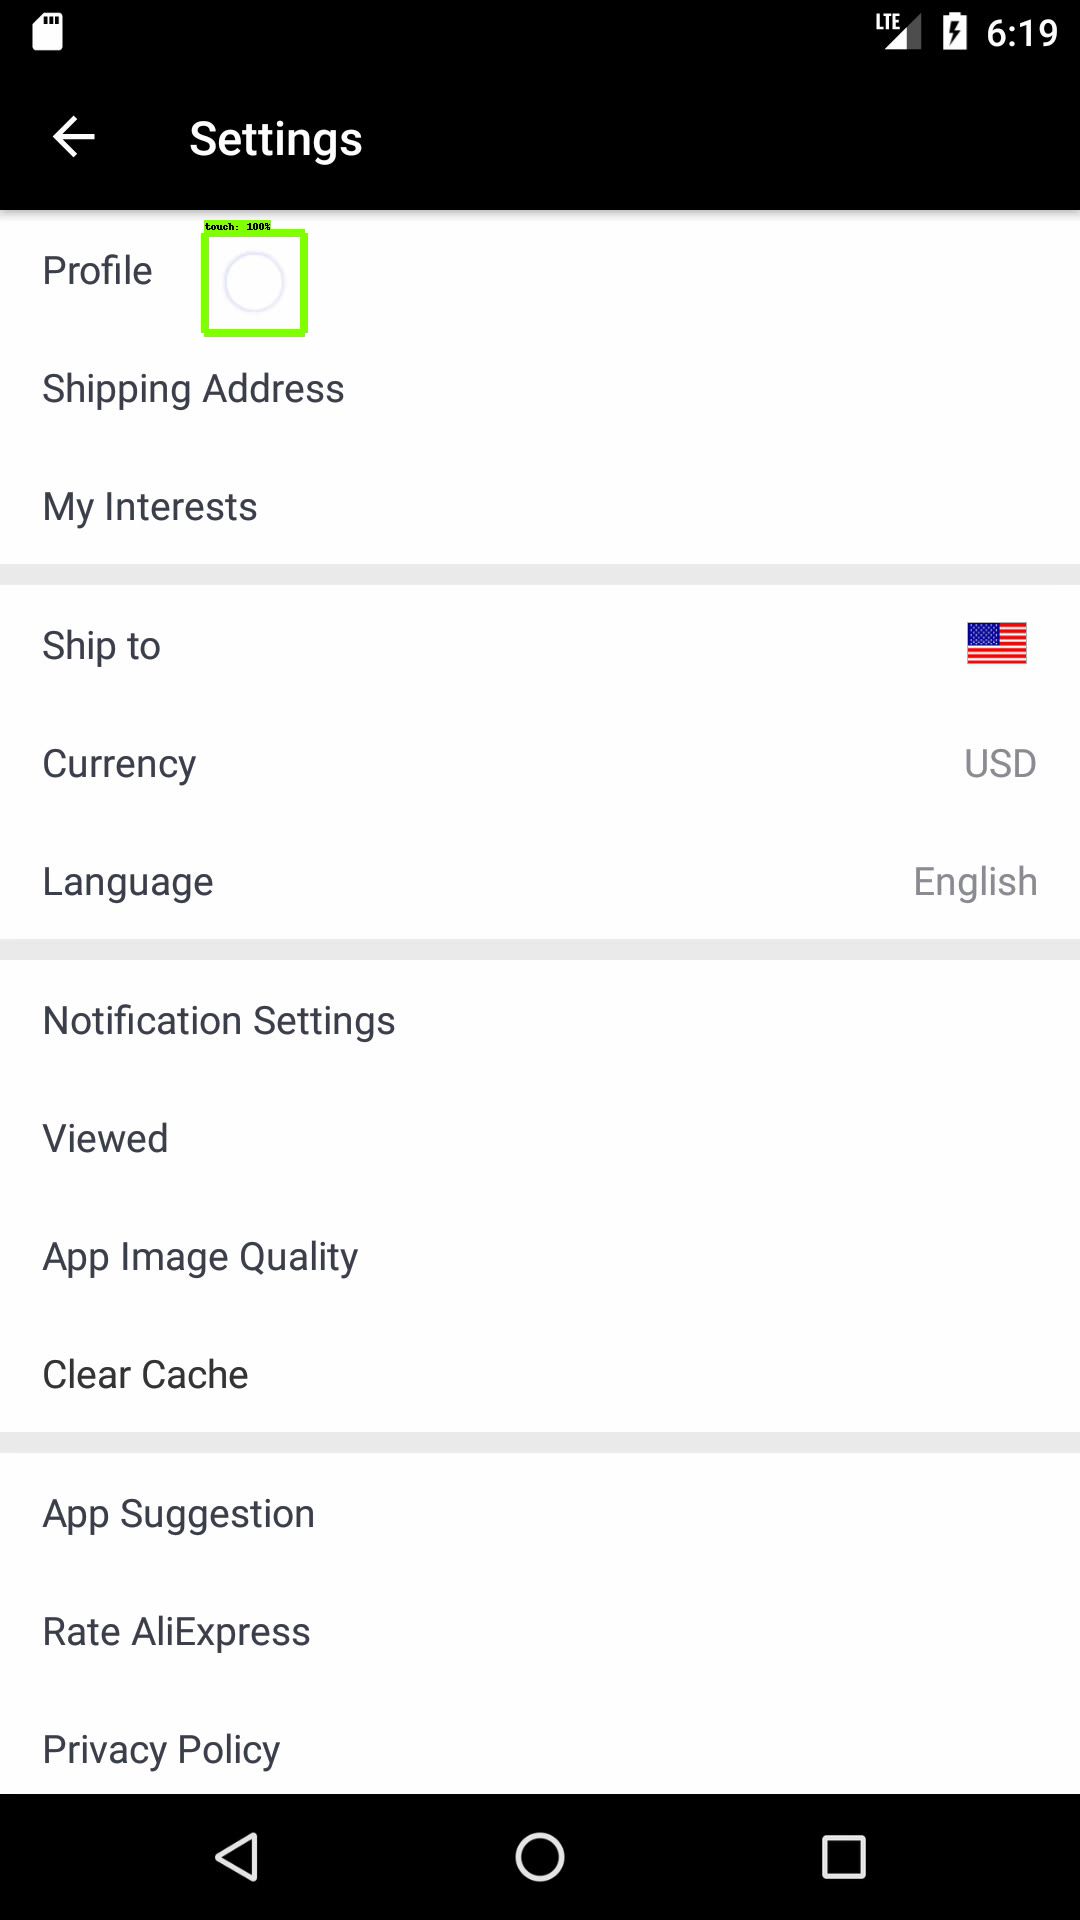 LTE 6:19
Settings
touch: 100%
Profile
Shipping Address
My Interests
Ship to
Currency USD
Language English
Notification Settings
Viewed
App Image Quality
Clear Cache
App Suggestion
Rate AliExpress
Privacy Policy